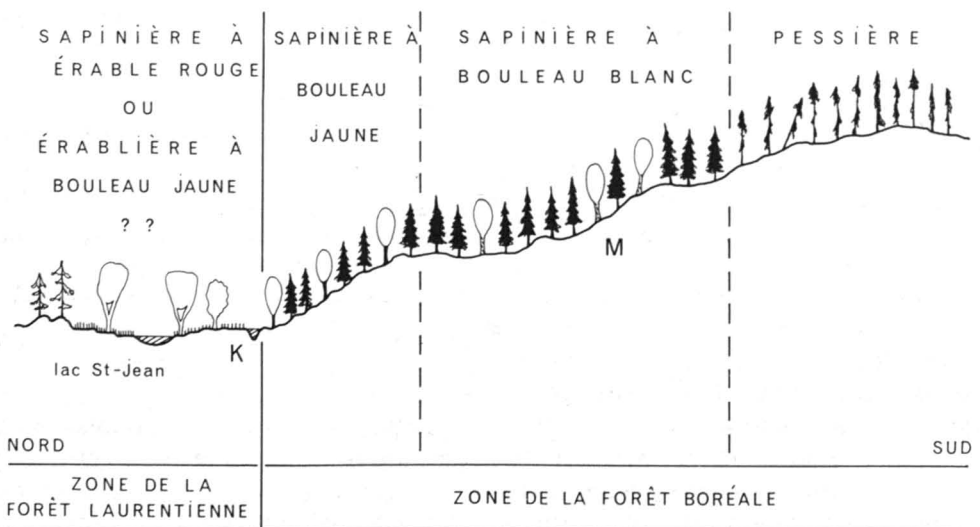 SAPINIÈRE À
ÉRABLE ROUGE
OU
ÉRABLIÈRE À
BOULEAU JAUNE
? ?
SAPINIÈRE À
BOULEAU
JAUNE
SAPINIÈRE À
BOULEAU BLANC
PESSIÈRE
M
K
lac St-Jean
NORD
SUD
ZONE DE LA
FORÊT LAURENTIENNE
ZONE DE LA FORÊT BORÉALE